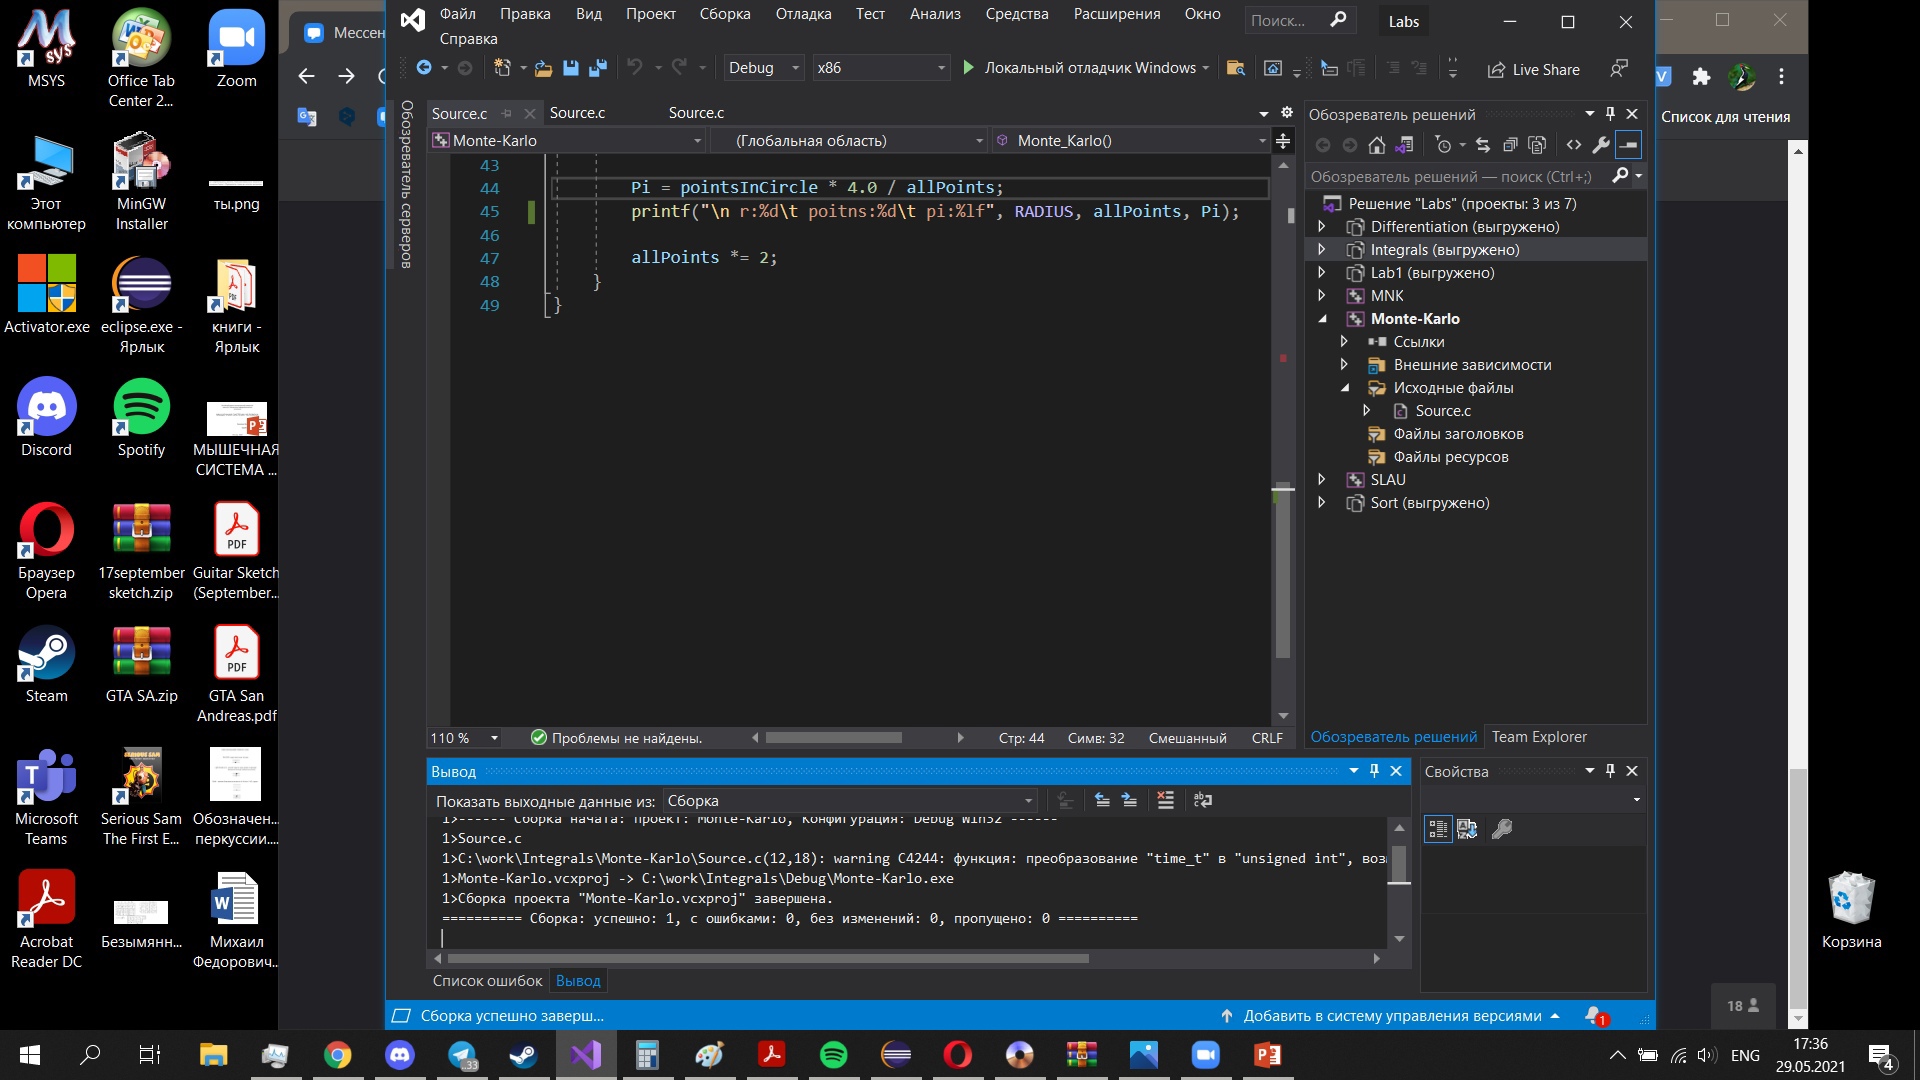 MSYS
Office Tab
Center 2...
Zoom
Этот
компьютер
MinGW
Installer
ты.png
Activator.exe
eclipse.exe -
Ярлык
книги -
Ярлык
Discord
Spotify
МЫШЕЧНАЯ
СИСТЕМА ...
Браузер
Opera
17september
sketch.zip
Guitar Sketch
(September...
Steam
GTA SA.zip
GTA San
Andreas.pdf
Microsoft
Teams
Serious Sam
The First E...
Обозначен...
перкуссии...
Acrobat
Reader DC
Безымянн...
Михаил
Федорович...
Корзина
Мессен
Список для чтения
18
Файл Правка Вид Проект Сборка Отладка Тест Анализ Средства Расширения Окно
Справка
Поиск...
Labs
Debug x86 Локальный отладчик Windows
Live Share
Обозреватель серверов
Source.c Source.c Source.c
Monte-Karlo (Глобальная область) Monte_Karlo()
43
44 Pi = pointsInCircle * 4.0 / allPoints;
45 printf("\n r:%d\t poitns:%d\t pi:%lf", RADIUS, allPoints, Pi);
46
47 allPoints *= 2;
48 }
49 }
110 % Проблемы не найдены. Стр: 44 Симв: 32 Смешанный CRLF
Вывод
Показать выходные данные из: Сборка
1>------ Сборка начата: проект: Monte-Karlo, Конфигурация: Debug Win32 ------
1>Source.c
1>C:\work\Integrals\Monte-Karlo\Source.c(12,18): warning C4244: функция: преобразование "time_t" в "unsigned int", воз
1>Monte-Karlo.vcxproj -> C:\work\Integrals\Debug\Monte-Karlo.exe
1>Сборка проекта "Monte-Karlo.vcxproj" завершена.
========== Сборка: успешно: 1, с ошибками: 0, без изменений: 0, пропущено: 0 ==========
Список ошибок Вывод
Обозреватель решений
Обозреватель решений — поиск (Ctrl+;)
Решение "Labs" (проекты: 3 из 7)
Differentiation (выгружено)
Integrals (выгружено)
Lab1 (выгружено)
MNK
Monte-Karlo
Ссылки
Внешние зависимости
Исходные файлы
Source.c
Файлы заголовков
Файлы ресурсов
SLAU
Sort (выгружено)
Обозреватель решений Team Explorer
Свойства
Сборка успешно заверш...
Добавить в систему управления версиями
1
33
ENG
17:36
29.05.2021
4